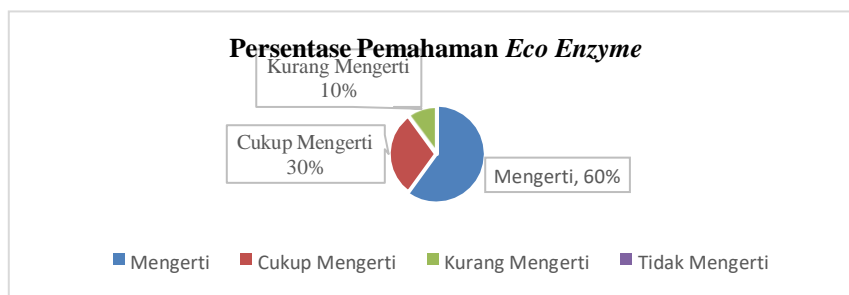 Persentase Pemahaman Eco Enzyme
Kurang Mengerti
10%
Cukup Mengerti
30%
Mengerti, 60%
Mengerti
Cukup Mengerti
Kurang Mengerti
Tidak Mengerti